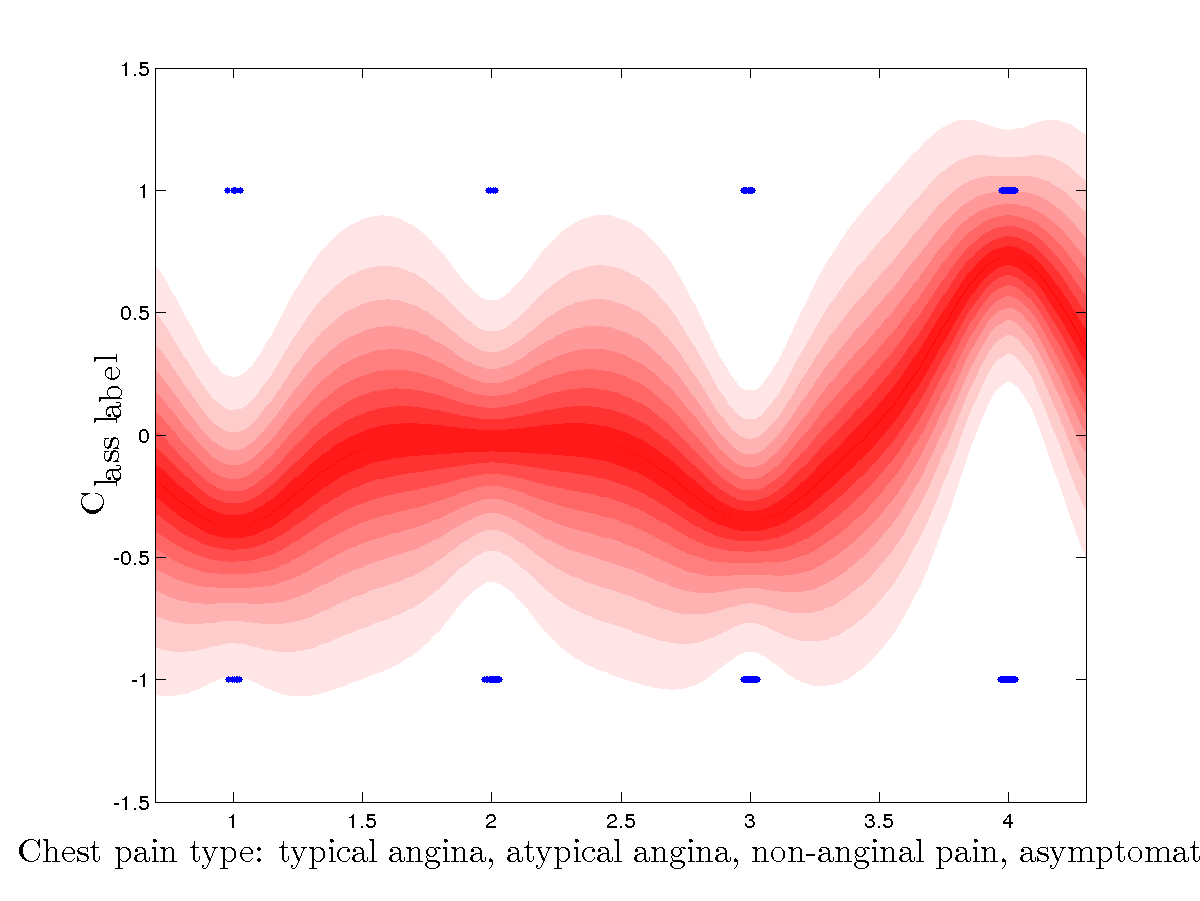 1.5
1
0.5
0
-0.5
-1
-1.5
Class label
1 1.5 2 2.5 3 3.5 4
Chest pain type: typical angina, atypical angina, non-anginal pain, asymptomat